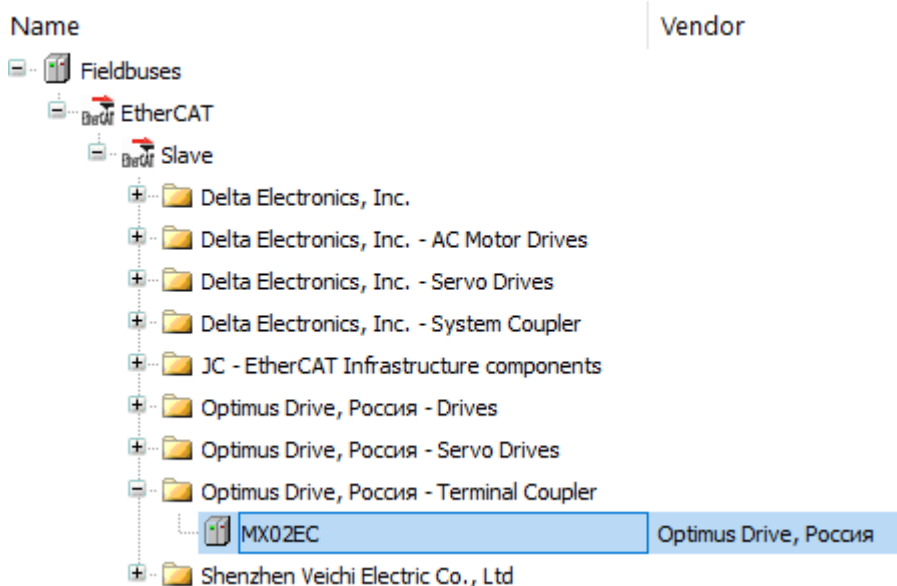 Name Vendor
Fieldbuses
EtherCAT EtherCAT
EtherCAT Slave
Delta Electronics, Inc.
Delta Electronics, Inc. - AC Motor Drives
Delta Electronics, Inc. - Servo Drives
Delta Electronics, Inc. - System Coupler
JC - EtherCAT Infrastructure components
Optimus Drive, Россия - Drives
Optimus Drive, Россия - Servo Drives
Optimus Drive, Россия - Terminal Coupler
MX02EC Optimus Drive, Россия
Shenzhen Veichi Electric Co., Ltd